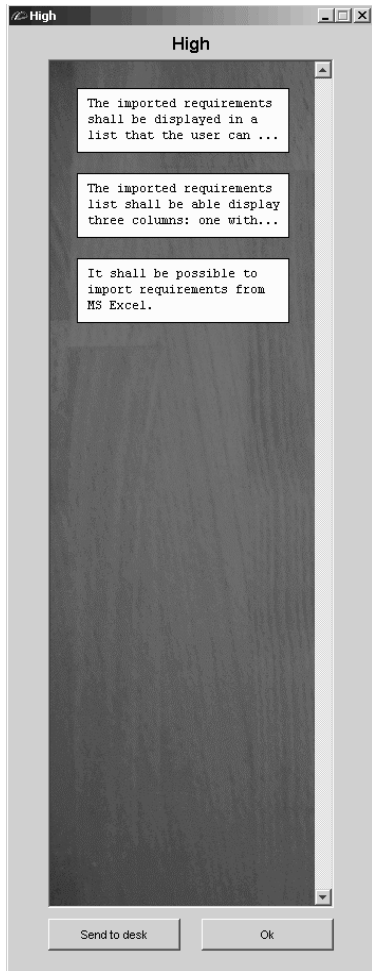 High
High
The imported requirements
shall be displayed in a
list that the user can ...
The imported requirements
list shall be able display
three columns: one with...
It shall be possible to
import requirements from
MS Excel.
Send to desk
Ok